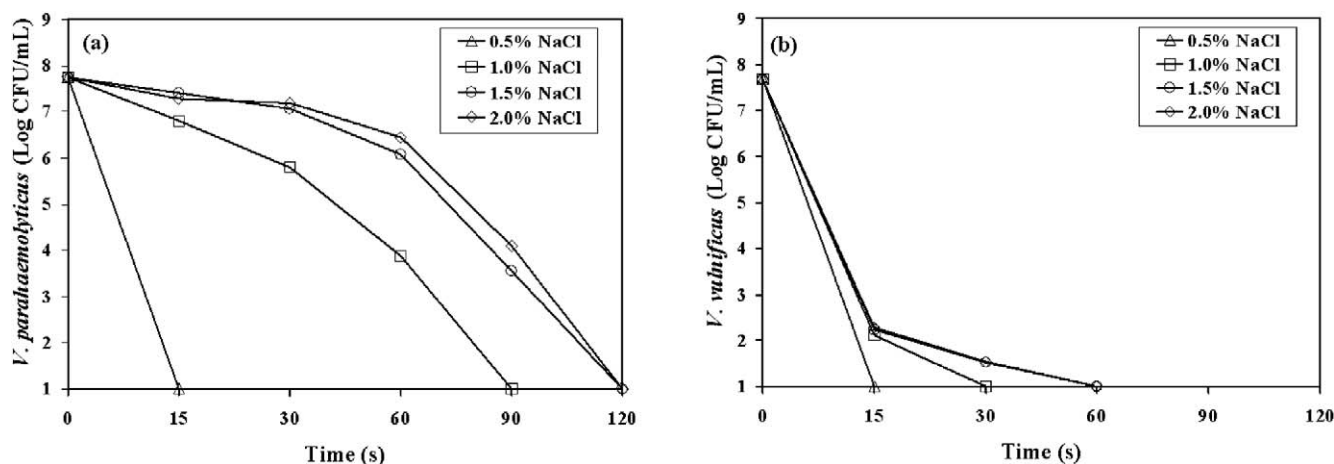 (a)
0.5% NaCl
1.0% NaCl
1.5% NaCl
2.0% NaCl
V. parahaemolyticus (Log CFU/mL)
9
8
7
6
5
4
3
2
1
0 15 30 60 90 120
Time (s)
(b)
0.5% NaCl
1.0% NaCl
1.5% NaCl
2.0% NaCl
V. vulnificus (Log CFU/mL)
9
8
7
6
5
4
3
2
1
0 15 30 60 90 120
Time (s)